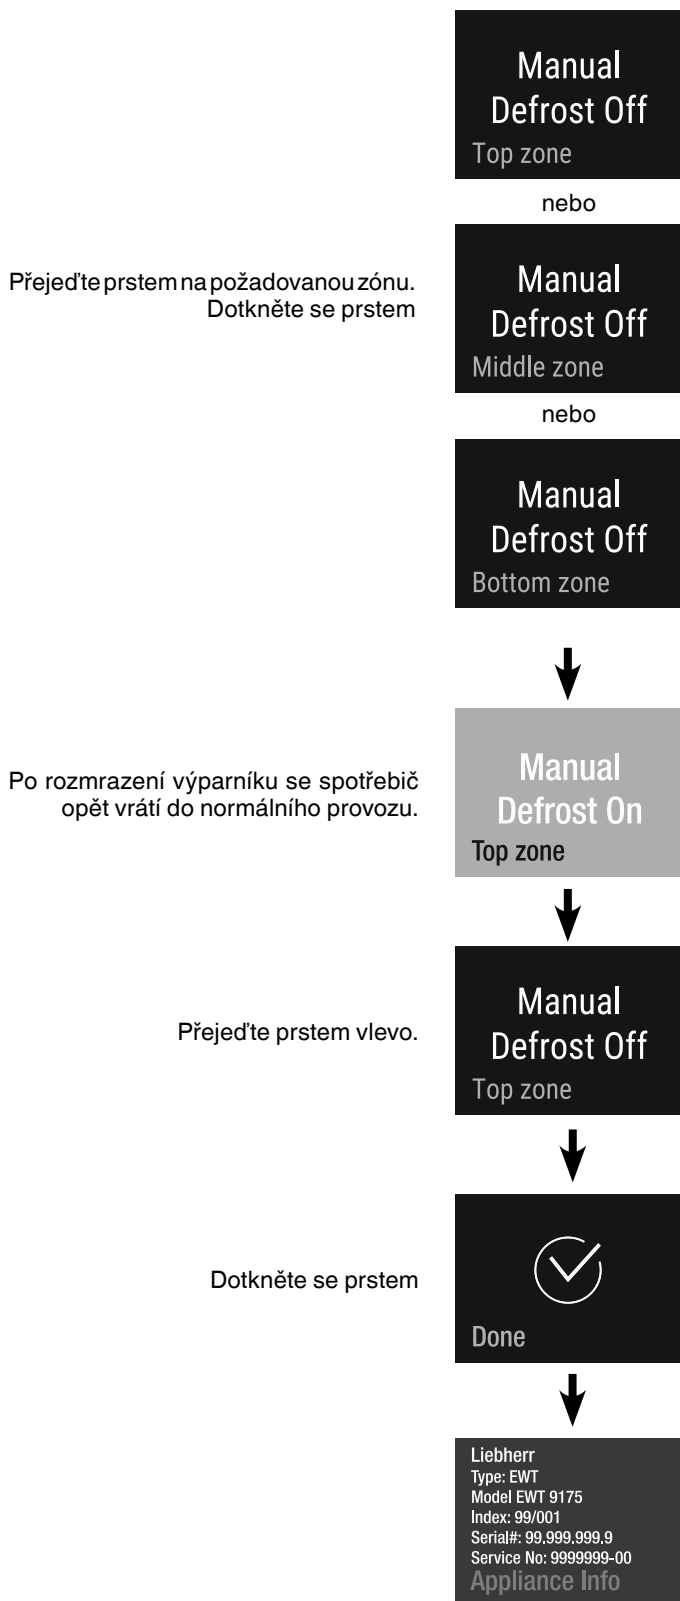 Manual
Defrost Off
Top zone
nebo
Přejeďte prstem na požadovanou zónu.
Dotkněte se prstem
Manual
Defrost Off
Middle zone
nebo
Manual
Defrost Off
Bottom zone
Po rozmrazení výparníku se spotřebič
opět vrátí do normálního provozu.
Manual
Defrost On
Top zone
Přejeďte prstem vlevo.
Manual
Defrost Off
Top zone
Dotkněte se prstem
Done
Liebherr
Type: EWT
Model EWT 9175
Index: 99/001
Serial#: 99.999.999.9
Service No: 9999999-00
Appliance Info